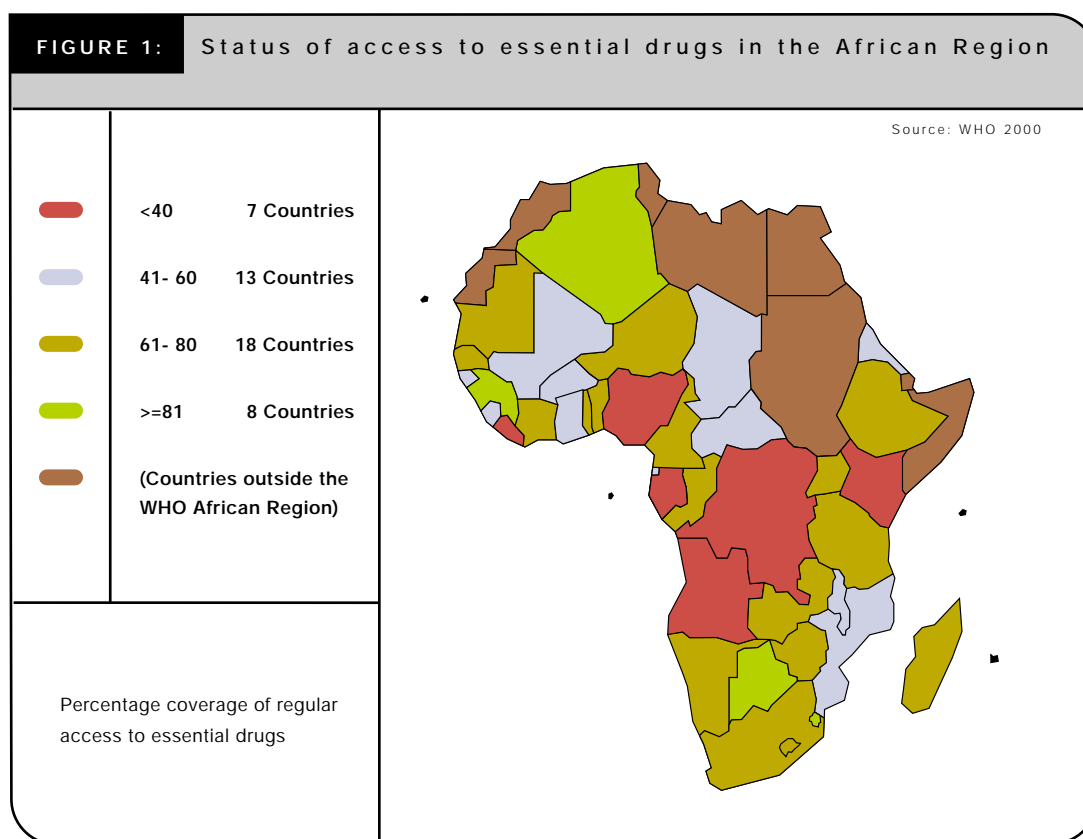 FIGURE 1: Status of access to essential drugs in the African Region
Source: WHO 2000
<40 7 Countries
41- 60 13 Countries
61- 80 18 Countries
>=81 8 Countries
(Countries outside the
WHO African Region)
Percentage coverage of regular
access to essential drugs